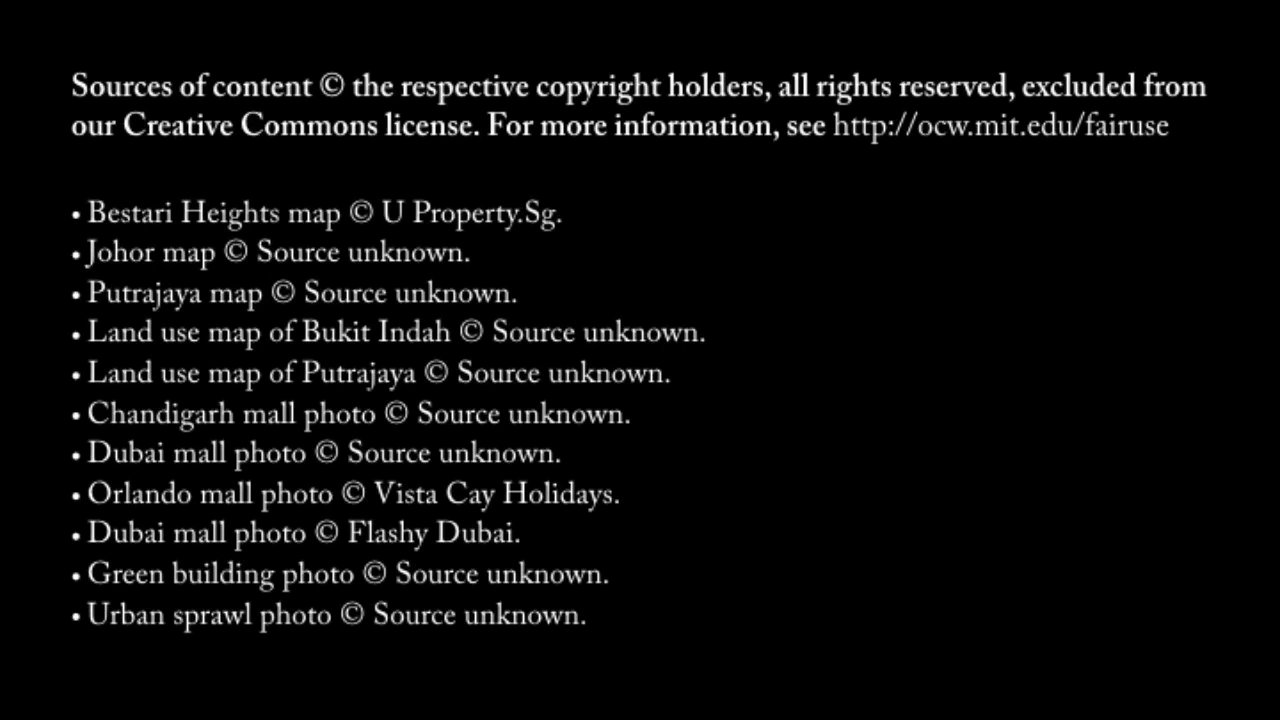 Sources of content © the respective copyright holders, all rights reserved, excluded from
our Creative Commons license. For more information, see http://ocw.mit.edu/fairuse
• Bestari Heights map © U Property.Sg.
• Johor map © Source unknown.
• Putrajaya map © Source unknown.
• Land use map of Bukit Indah © Source unknown.
• Land use map of Putrajaya © Source unknown.
• Chandigarh mall photo © Source unknown.
• Dubai mall photo © Source unknown.
• Orlando mall photo © Vista Cay Holidays.
• Dubai mall photo © Flashy Dubai.
• Green building photo © Source unknown.
• Urban sprawl photo © Source unknown.